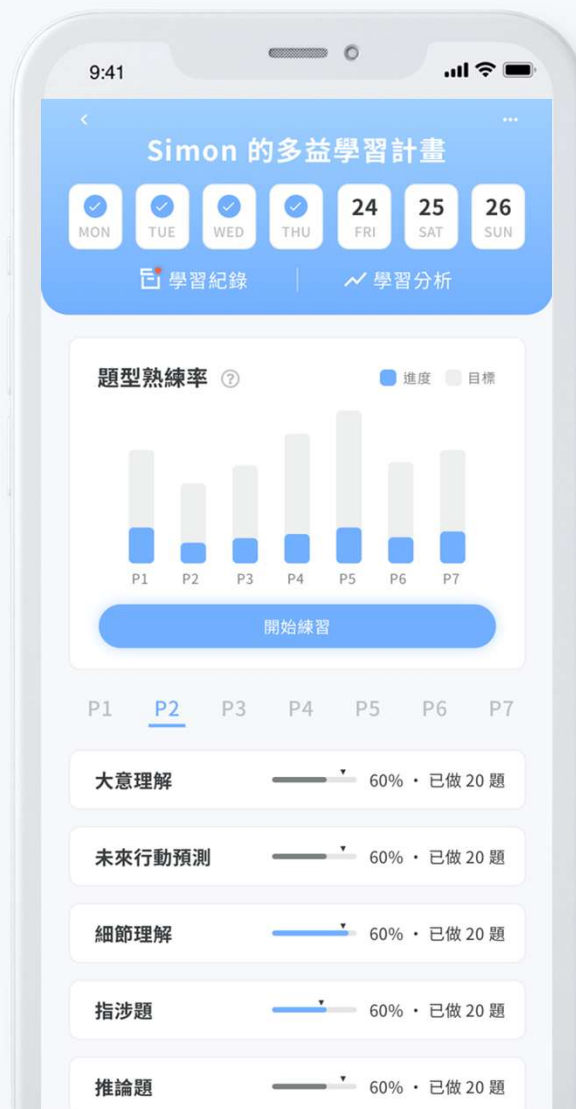 9:41
Simon 的多益學習計畫
MON TUE WED THU 24 FRI 25 SAT 26 SUN
學習紀錄 學習分析
題型熟練率 ? 進度 目標
P1 P2 P3 P4 P5 P6 P7
開始練習
P1 P2 P3 P4 P5 P6 P7
大意理解 60% • 已做 20 題
未來行動預測 60% • 已做 20 題
細節理解 60% • 已做 20 題
指涉題 60% • 已做 20 題
推論題 60% • 已做 20 題